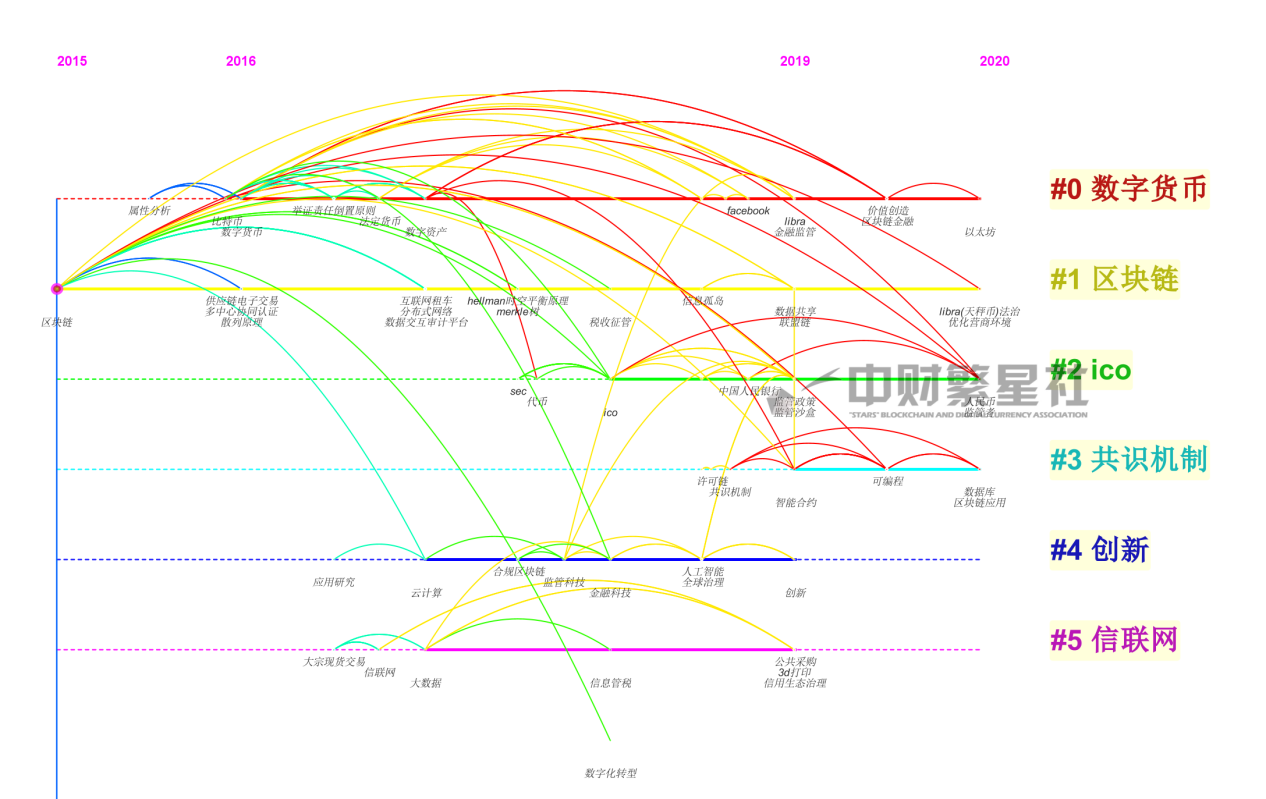 2015 2016 2019 2020
#0 数字货币
属性分析 举证责任倒置原则 facebook 价值创造
比特币 法定货币 libra 区块链金融
数字货币 数字资产 金融监管 以太坊
#1 区块链
供应链电子交易 互联网租车 hellman时空平衡原理 信息孤岛
多中心协同认证 分布式网络 merkle树 数据共享 libra(天秤币)法治
区块链 散列原理 数据交互审计平台 税收征管 联盟链 优化营商环境
#2 ico
中财繁星社
sec 中国人民银行
代币 监管政策 人民币
ico 监管沙盒 监管者
"STARS" BLOCKCHAIN AND DIGITAL CURRENCY ASSOCIATION
#3 共识机制
许可链 可编程
共识机制 数据库
智能合约 区块链应用
#4 创新
合规区块链 人工智能
应用研究 监管科技 全球治理
云计算 金融科技 创新
#5 信联网
大宗现货交易 公共采购
信联网 3d打印
大数据 信息管税 信用生态治理
数字化转型